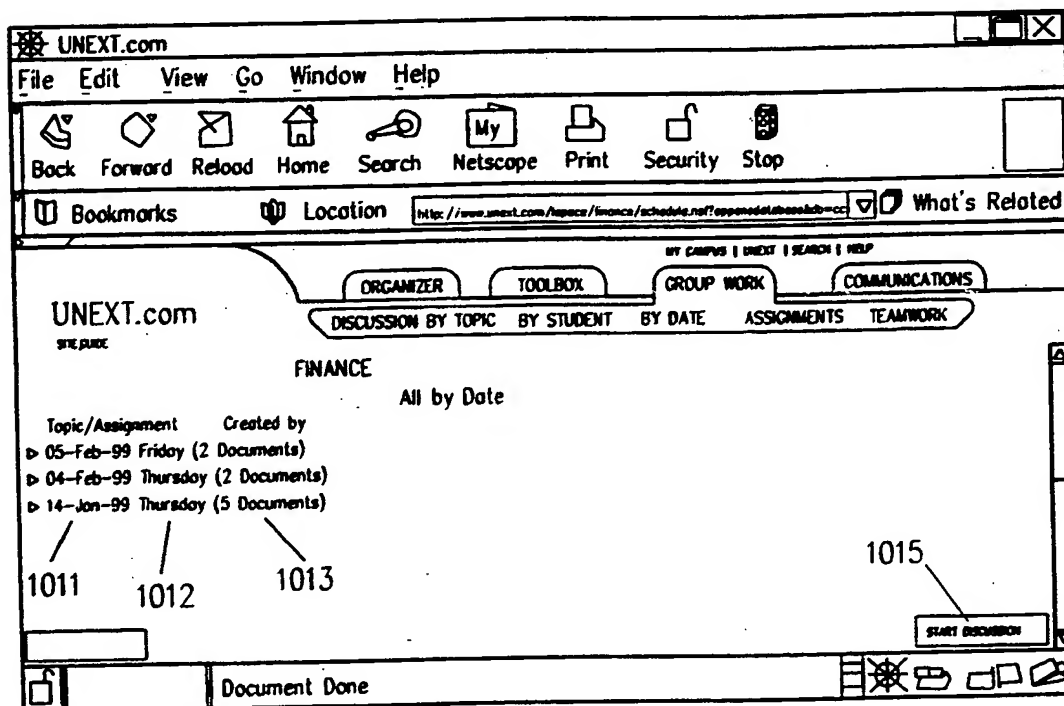 UNEXT.com
File Edit View Go Window Help
My
Back Forward Reload Home Search Netscape Print Security Stop
Bookmarks Location http://www.unext.com/ What's Related
MY CAMPUS | UNEXT | SEARCH | HELP
ORGANIZER TOOLBOX GROUP WORK COMMUNICATIONS
UNEXT.com
DISCUSSION BY TOPIC BY STUDENT BY DATE ASSIGNMENTS TEAMWORK
SITE GUIDE
FINANCE
All by Date
Topic/Assignment Created by
05-Feb-99 Friday (2 Documents)
04-Feb-99 Thursday (2 Documents)
14-Jan-99 Thursday (5 Documents)
1011 1012 1013 1015
START DISCUSSION
Document Done